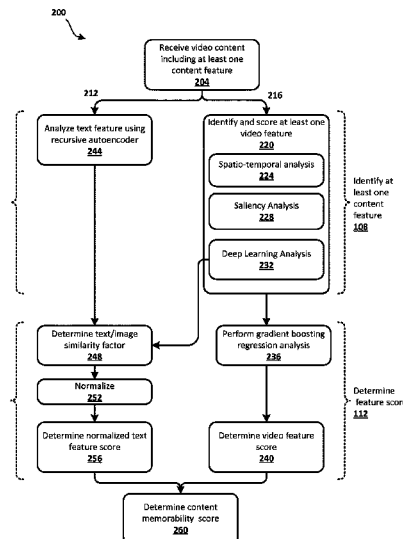 200
Receive video content
including at least one
content feature
204
212
216
Analyze text feature using
recursive autoencoder
244
Identify and score at least one
video feature
220
Spatio-temporal analysis
224
Saliency Analysis
228
Deep Learning Analysis
232
Identify at
least one
content
feature
108
Determine text/image
similarity factor
248
Perform gradient boosting
regression analysis
236
Normalize
252
Determine normalized text
feature score
256
Determine video feature
score
240
Determine
feature score
112
Determine content
memorability score
260